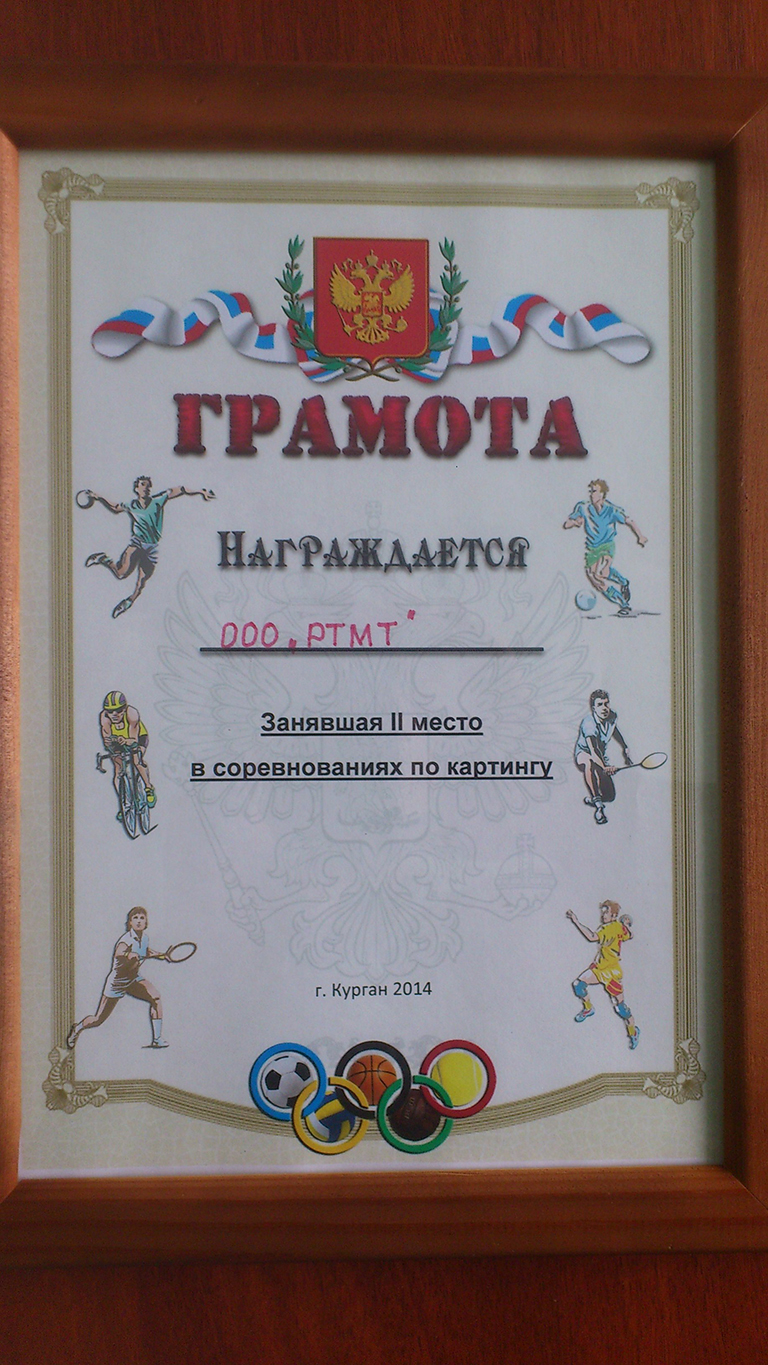 ГРАМОТА
НАГРАЖДАЕТСЯ
ООО "РТМТ"
Занявшая II место
в соревнованиях по картингу
г. Курган 2014